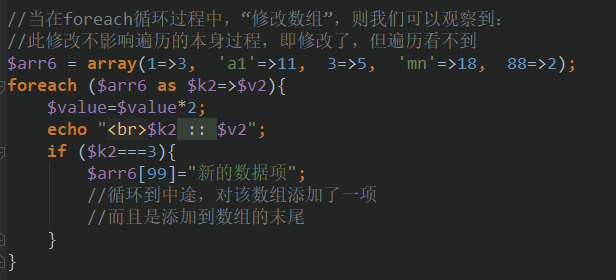 //当在foreach循环过程中，“修改数组”，则我们可以观察到：
//此修改不影响遍历的本身过程，即修改了，但遍历看不到
$arr6 = array(1=>3,  'a1'=>11,  3=>5,  'mn'=>18,  88=>2);
foreach ($arr6 as $k2=>$v2){
    $value=$value*2;
    echo "<br>$k2 :: $v2";
    if ($k2===3){
        $arr6[99]="新的数据项";
        //循环到中途，对该数组添加了一项
        //而且是添加到数组的末尾
    }
}